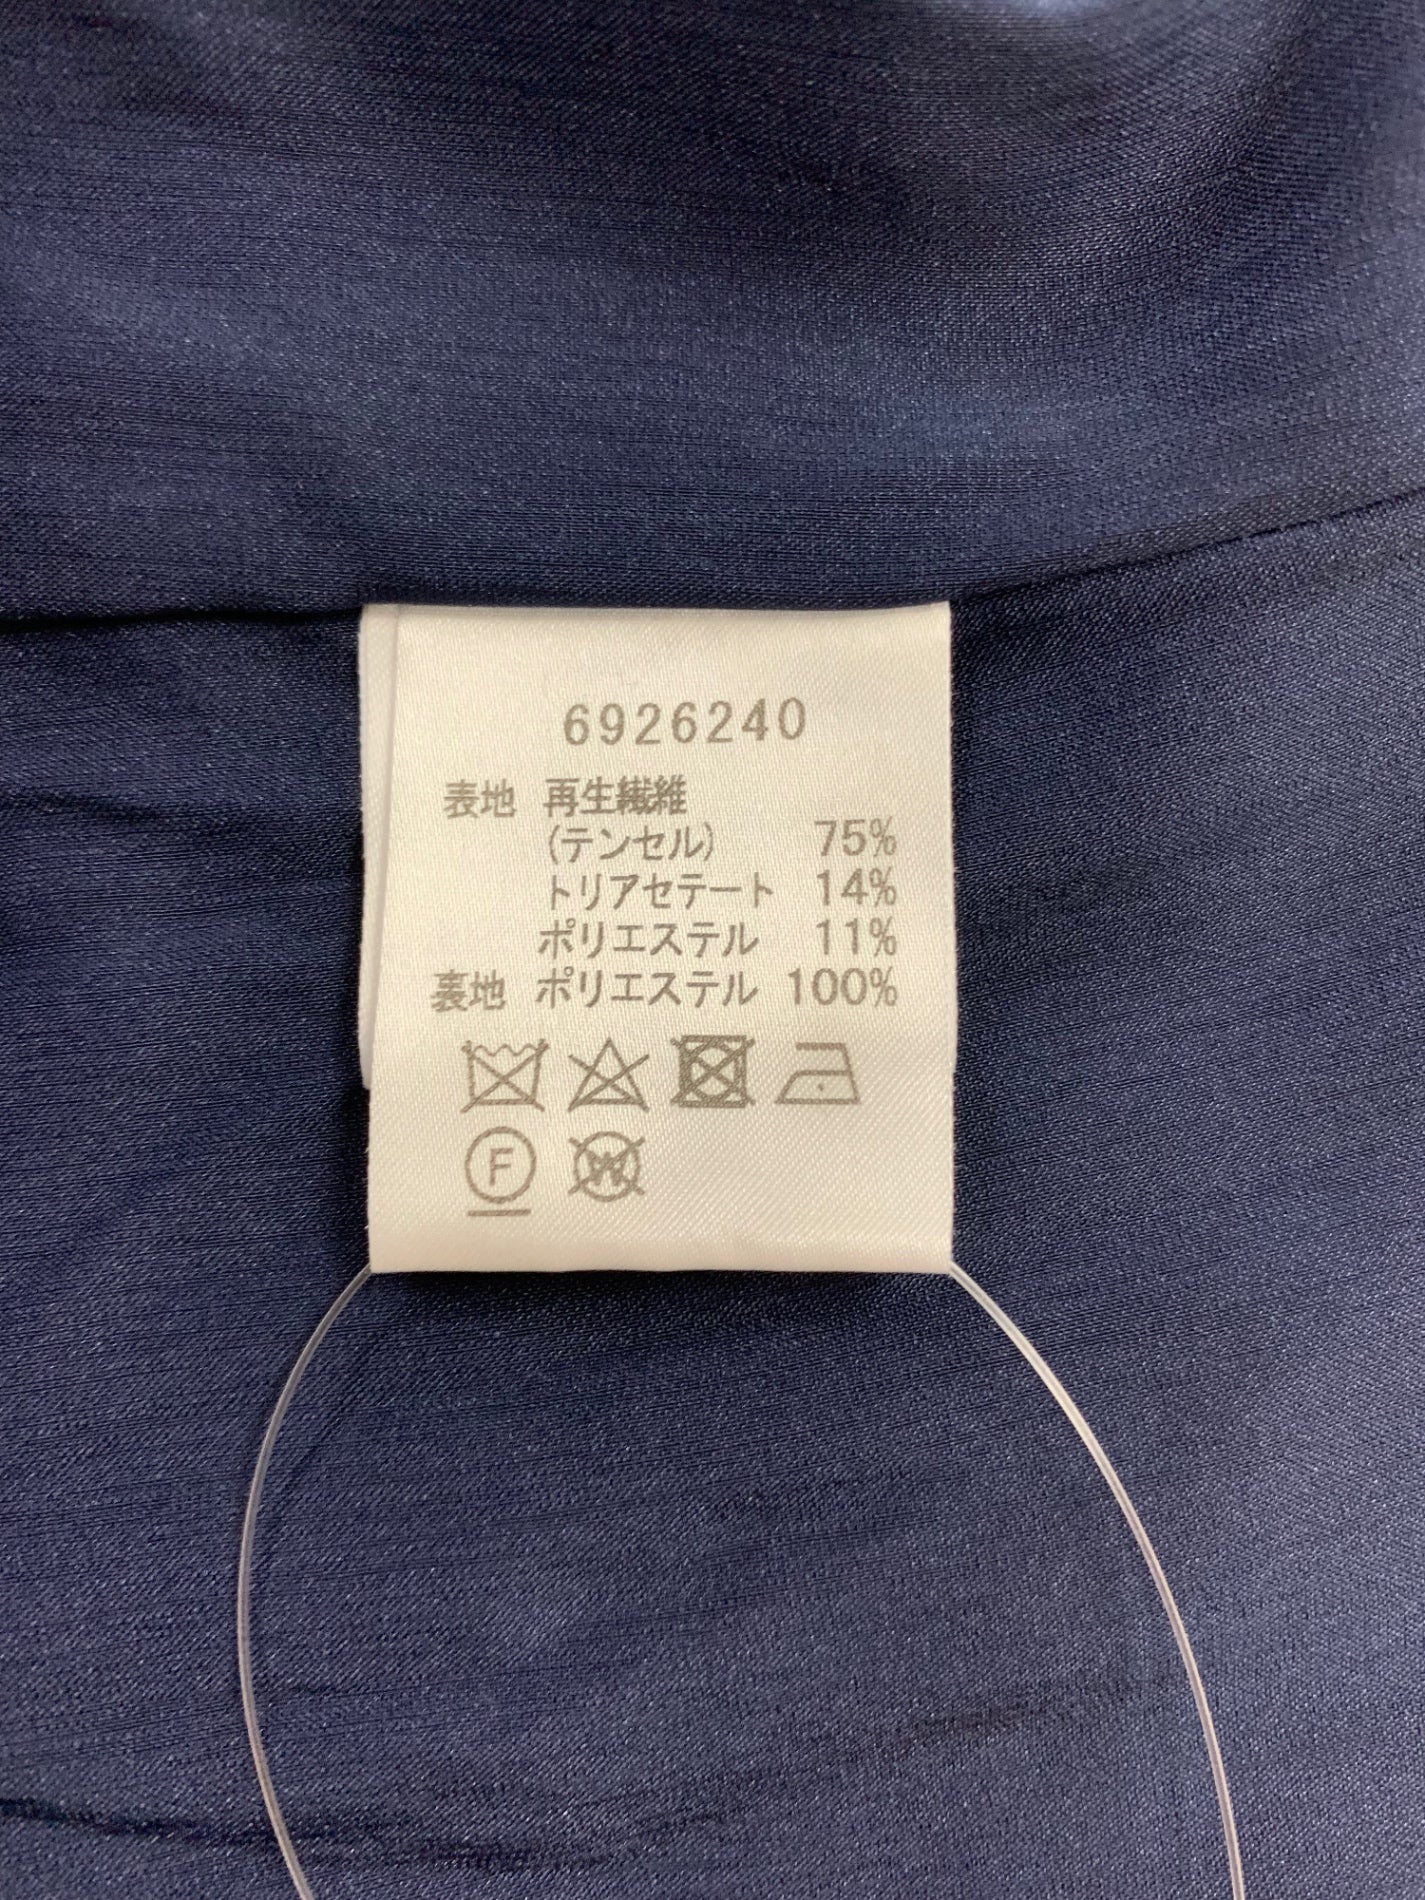 6926240
表地 再生繊維
(テンセル) 75%
トリアセテート 14%
ポリエステル 11%
裏地 ポリエステル 100%
F W